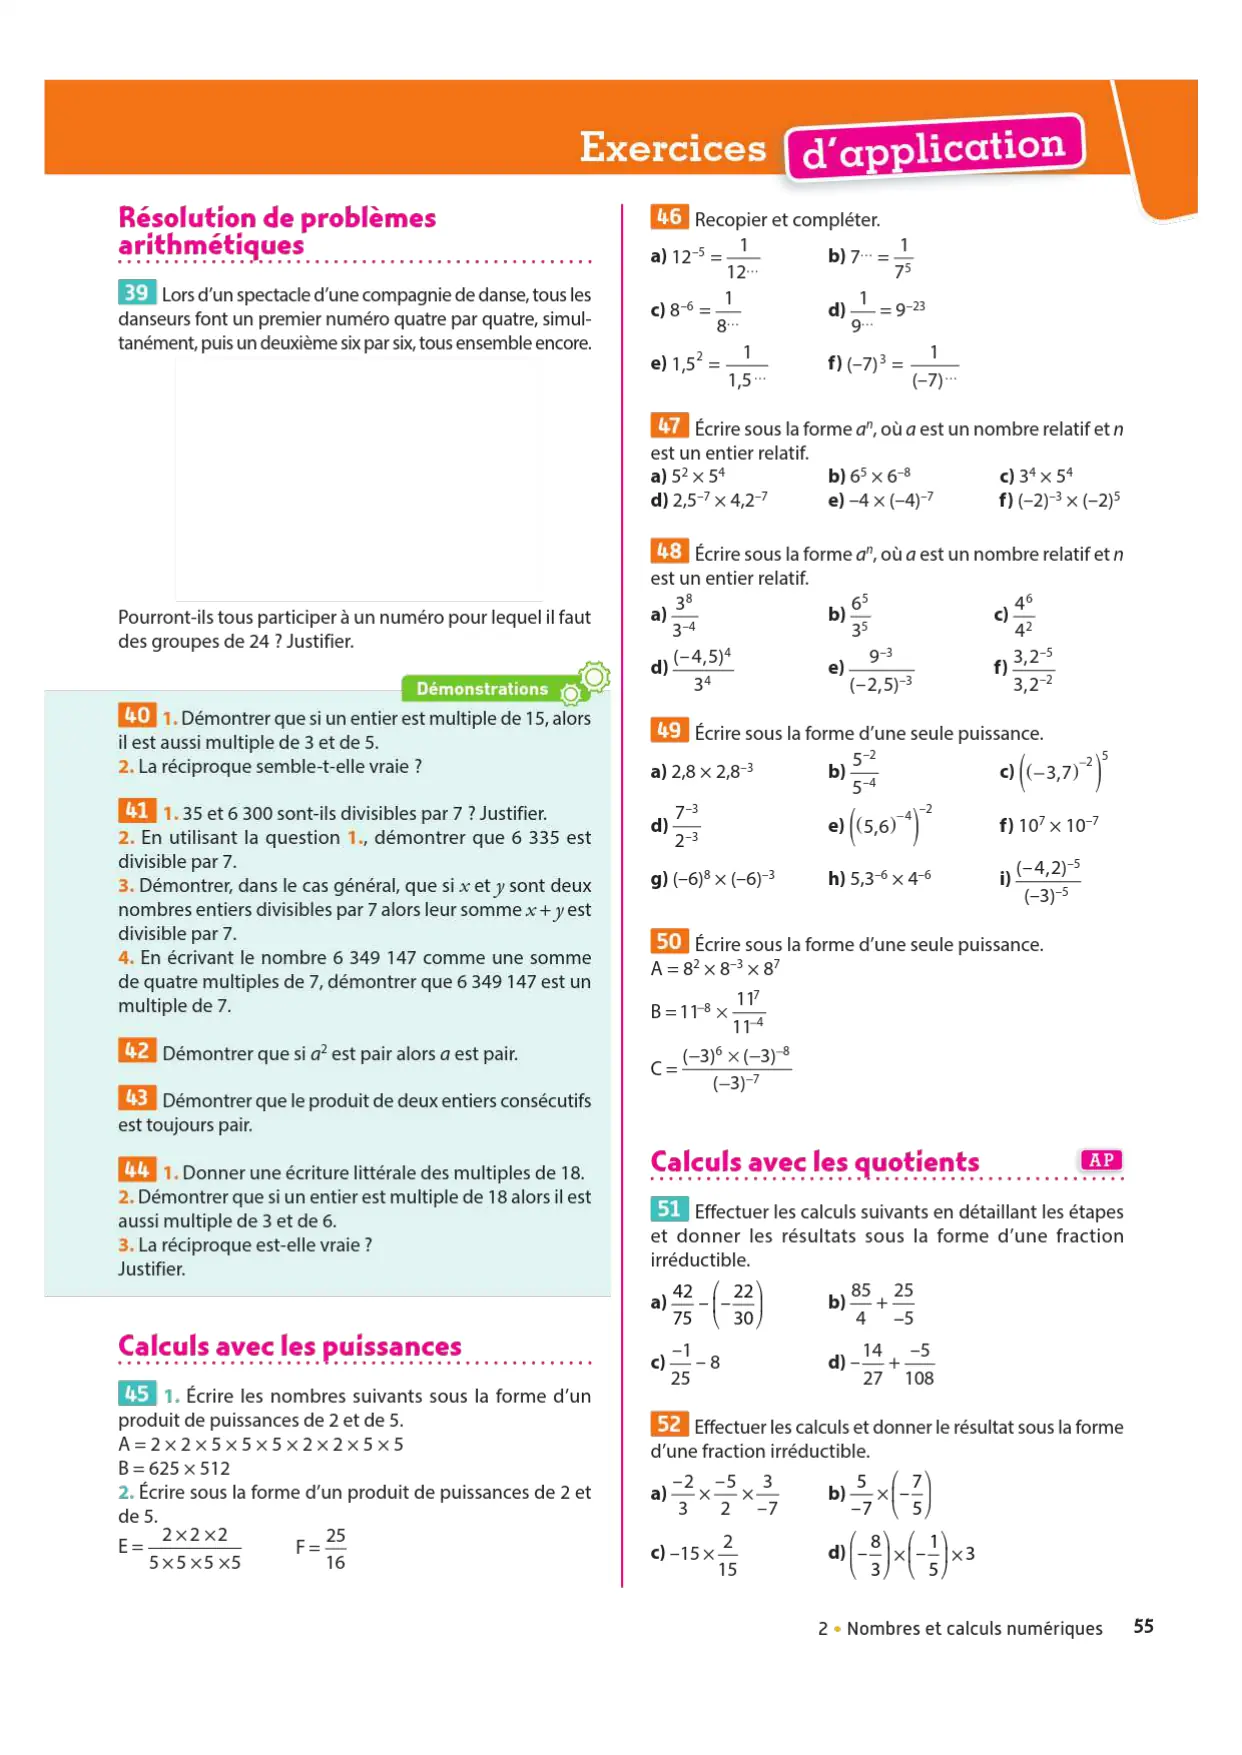 Exercices d'application
Résolution de problèmes
arithmétiques
39 Lors d'un spectacle d'une compagnie de danse, tous les
danseurs font un premier numéro quatre par quatre, simul-
tanément, puis un deuxième six par six, tous ensemble encore.
Pourront-ils tous participer à un numéro pour lequel il faut
des groupes de 24 ? Justifier.
Démonstrations
40 1. Démontrer que si un entier est multiple de 15, alors
il est aussi multiple de 3 et de 5.
2. La réciproque semble-t-elle vraie ?
41 1. 35 et 6 300 sont-ils divisibles par 7 ? Justifier.
2. En utilisant la question 1., démontrer que 6 335 est
divisible par 7.
3. Démontrer, dans le cas général, que si x et y sont deux
nombres entiers divisibles par 7 alors leur somme x + y est
divisible par 7.
4. En écrivant le nombre 6 349 147 comme une somme
de quatre multiples de 7, démontrer que 6 349 147 est un
multiple de 7.
42 Démontrer que si a² est pair alors a est pair.
43 Démontrer que le produit de deux entiers consécutifs
est toujours pair.
44 1. Donner une écriture littérale des multiples de 18.
2. Démontrer que si un entier est multiple de 18 alors il est
aussi multiple de 3 et de 6.
3. La réciproque est-elle vraie ?
Justifier.
Calculs avec les puissances
45 1. Écrire les nombres suivants sous la forme d'un
produit de puissances de 2 et de 5.
A = 2 × 2 × 5 × 5 × 5 × 2 × 2 × 5 × 5
B = 625 × 512
2. Écrire sous la forme d'un produit de puissances de 2 et
de 5.
E = (2 × 2 × 2)/(5 × 5 × 5 × 5) F = 25/16
46 Recopier et compléter.
a) 12⁻⁵ = 1/12^… b) 7^… = 1/7⁵
c) 8⁻⁶ = 1/8^… d) 1/9^… = 9⁻²³
e) 1,5² = 1/1,5^… f) (–7)³ = 1/(–7)^…
47 Écrire sous la forme aⁿ, où a est un nombre relatif et n
est un entier relatif.
a) 5² × 5⁴ b) 6⁵ × 6⁻⁸ c) 3⁴ × 5⁴
d) 2,5⁻⁷ × 4,2⁻⁷ e) –4 × (–4)⁻⁷ f) (–2)⁻³ × (–2)⁵
48 Écrire sous la forme aⁿ, où a est un nombre relatif et n
est un entier relatif.
a) 3⁸/3⁻⁴ b) 6⁵/3⁵ c) 4⁶/4²
d) (–4,5)⁴/3⁴ e) 9⁻³/(–2,5)⁻³ f) 3,2⁻⁵/3,2⁻²
49 Écrire sous la forme d'une seule puissance.
a) 2,8 × 2,8⁻³ b) 5⁻²/5⁻⁴ c) ((–3,7)⁻²)⁵
d) 7⁻³/2⁻³ e) ((5,6)⁻⁴)⁻² f) 10⁷ × 10⁻⁷
g) (–6)⁸ × (–6)⁻³ h) 5,3⁻⁶ × 4⁻⁶ i) (–4,2)⁻⁵/(–3)⁻⁵
50 Écrire sous la forme d'une seule puissance.
A = 8² × 8⁻³ × 8⁷
B = 11⁻⁸ × 11⁷/11⁻⁴
C = ((–3)⁶ × (–3)⁻⁸)/(–3)⁻⁷
Calculs avec les quotients AP
51 Effectuer les calculs suivants en détaillant les étapes
et donner les résultats sous la forme d'une fraction
irréductible.
a) 42/75 – (–22/30) b) 85/4 + 25/–5
c) –1/25 – 8 d) –14/27 + –5/108
52 Effectuer les calculs et donner le résultat sous la forme
d'une fraction irréductible.
a) –2/3 × –5/2 × 3/–7 b) 5/–7 × (–7/5)
c) –15 × 2/15 d) (–8/3) × (–1/5) × 3
2 • Nombres et calculs numériques 55